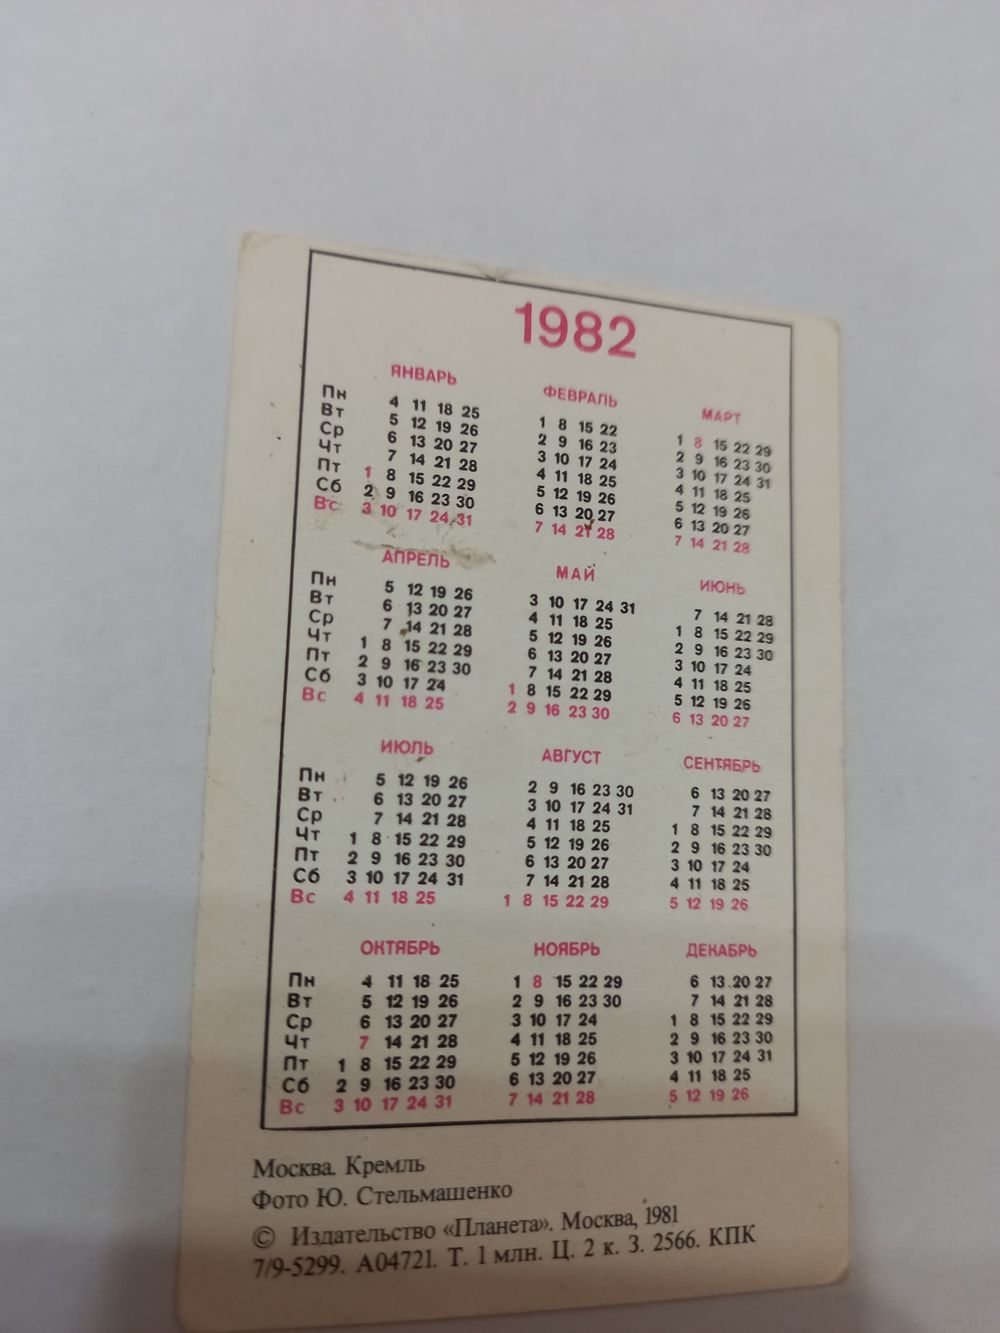 1982
ЯНВАРЬ ФЕВРАЛЬ МАРТ
Пн 4 11 18 25 1 8 15 22 1 8 15 22 29
Вт 5 12 19 26 2 9 16 23 2 9 16 23 30
Ср 6 13 20 27 3 10 17 24 3 10 17 24 31
Чт 7 14 21 28 4 11 18 25 4 11 18 25
Пт 1 8 15 22 29 5 12 19 26 5 12 19 26
Сб 2 9 16 23 30 6 13 20 27 6 13 20 27
Вс 3 10 17 24 31 7 14 21 28 7 14 21 28
АПРЕЛЬ МАЙ ИЮНЬ
Пн 5 12 19 26 3 10 17 24 31 7 14 21 28
Вт 6 13 20 27 4 11 18 25 1 8 15 22 29
Ср 7 14 21 28 5 12 19 26 2 9 16 23 30
Чт 1 8 15 22 29 6 13 20 27 3 10 17 24
Пт 2 9 16 23 30 7 14 21 28 4 11 18 25
Сб 3 10 17 24 1 8 15 22 29 5 12 19 26
Вс 4 11 18 25 2 9 16 23 30 6 13 20 27
ИЮЛЬ АВГУСТ СЕНТЯБРЬ
Пн 5 12 19 26 2 9 16 23 30 6 13 20 27
Вт 6 13 20 27 3 10 17 24 31 7 14 21 28
Ср 7 14 21 28 4 11 18 25 1 8 15 22 29
Чт 1 8 15 22 29 5 12 19 26 2 9 16 23 30
Пт 2 9 16 23 30 6 13 20 27 3 10 17 24
Сб 3 10 17 24 31 7 14 21 28 4 11 18 25
Вс 4 11 18 25 1 8 15 22 29 5 12 19 26
ОКТЯБРЬ НОЯБРЬ ДЕКАБРЬ
Пн 4 11 18 25 1 8 15 22 29 6 13 20 27
Вт 5 12 19 26 2 9 16 23 30 7 14 21 28
Ср 6 13 20 27 3 10 17 24 1 8 15 22 29
Чт 7 14 21 28 4 11 18 25 2 9 16 23 30
Пт 1 8 15 22 29 5 12 19 26 3 10 17 24 31
Сб 2 9 16 23 30 6 13 20 27 4 11 18 25
Вс 3 10 17 24 31 7 14 21 28 5 12 19 26
Москва. Кремль
Фото Ю. Стельмашенко
© Издательство «Планета». Москва, 1981
7/9-5299. А04721. Т. 1 млн. Ц. 2 к. З. 2566. КПК